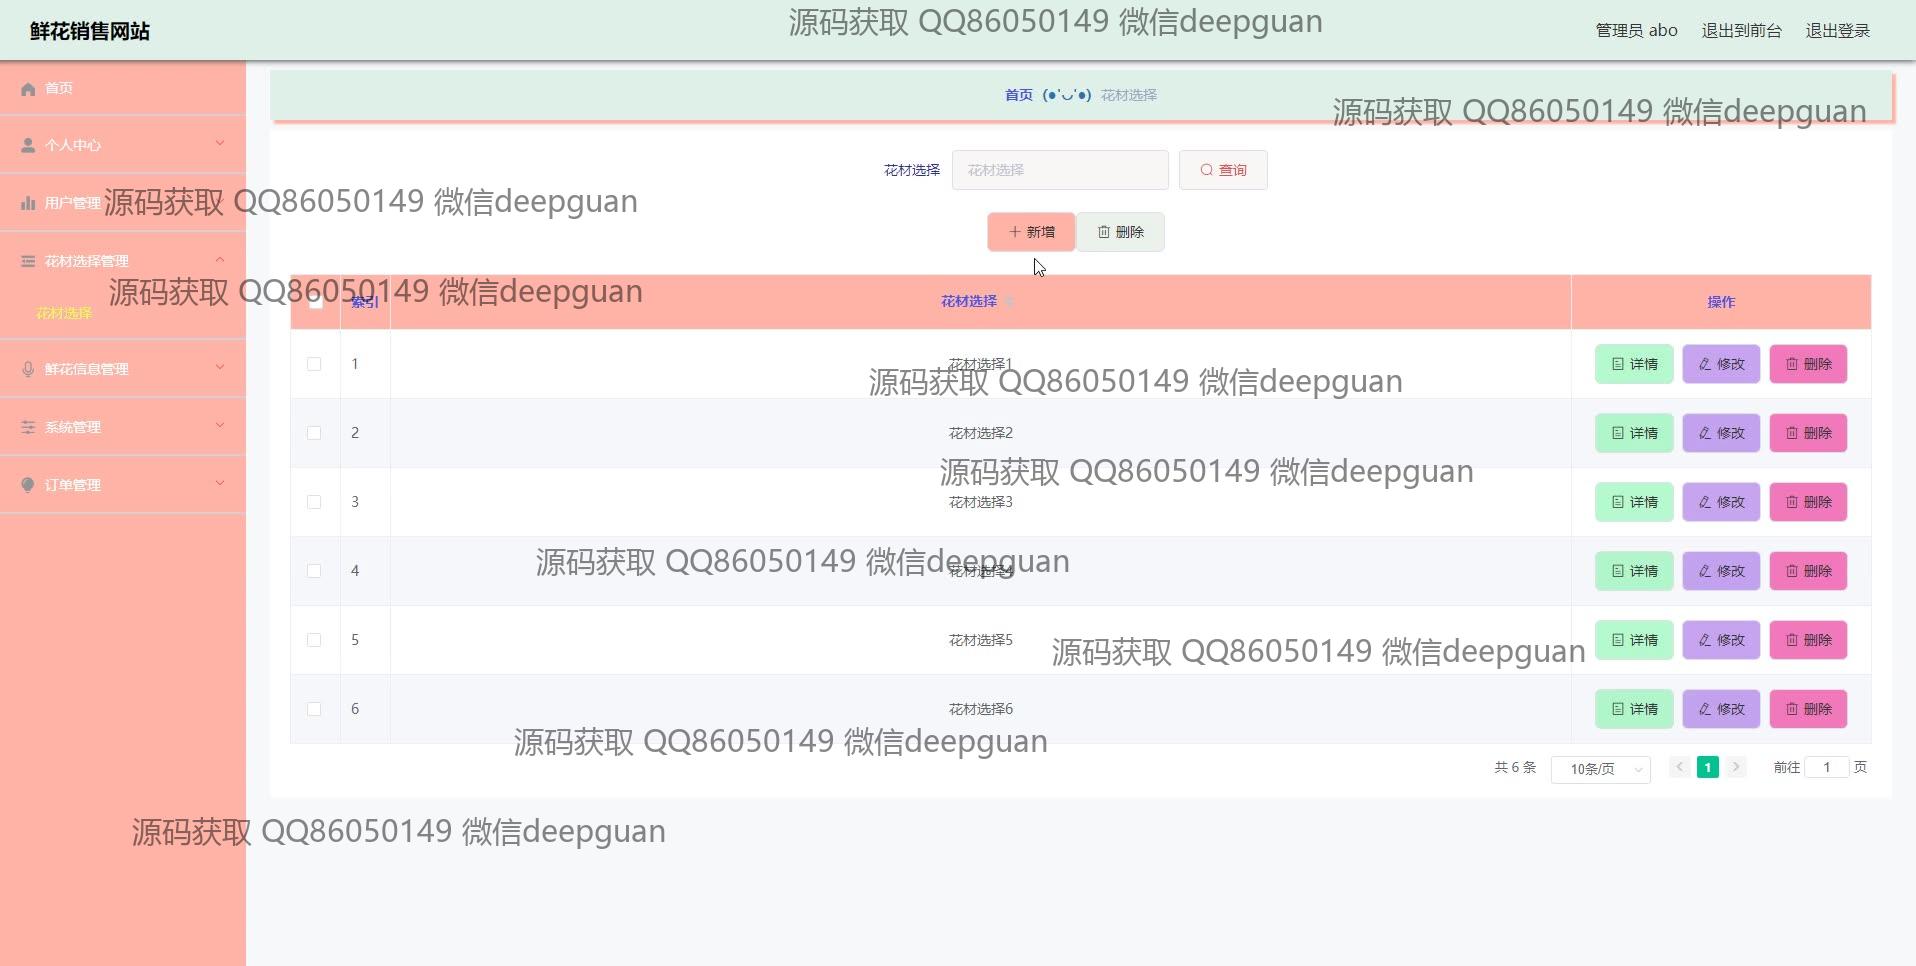 鲜花销售网站
源码获取 QQ86050149 微信deepguan
管理员 abo 退出到前台 退出登录
首页
首页 (●'◡'●) 花材选择
源码获取 QQ86050149 微信deepguan
个人中心
花材选择 花材选择 查询
用户管理
源码获取 QQ86050149 微信deepguan
新增 删除
花材选择管理
源码获取 QQ86050149 微信deepguan
花材选择
索引 花材选择 操作
1 花材选择1 详情 修改 删除
源码获取 QQ86050149 微信deepguan
鲜花信息管理
2 花材选择2 详情 修改 删除
系统管理
源码获取 QQ86050149 微信deepguan
订单管理
3 花材选择3 详情 修改 删除
源码获取 QQ86050149 微信deepguan
4 花材选择4 详情 修改 删除
5 花材选择5 详情 修改 删除
源码获取 QQ86050149 微信deepguan
6 花材选择6 详情 修改 删除
源码获取 QQ86050149 微信deepguan
共 6 条 10条/页 1 前往 1 页
源码获取 QQ86050149 微信deepguan